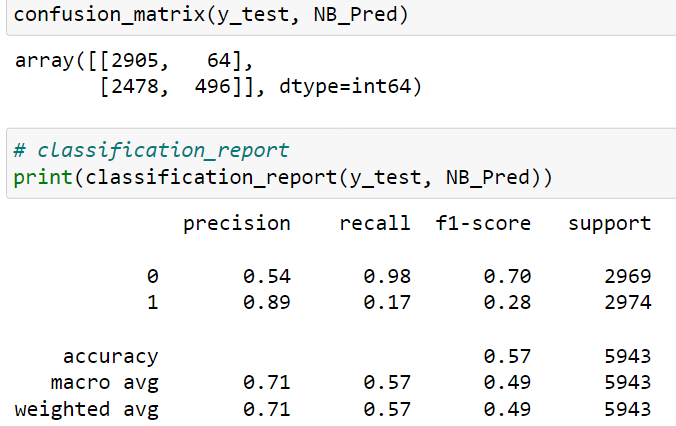 confusion_matrix(y_test, NB_Pred)
array([[2905,   64],
       [2478,  496]], dtype=int64)
# classification_report
print(classification_report(y_test, NB_Pred))
              precision    recall  f1-score   support
           0       0.54      0.98      0.70      2969
           1       0.89      0.17      0.28      2974
    accuracy                           0.57      5943
   macro avg       0.71      0.57      0.49      5943
weighted avg       0.71      0.57      0.49      5943